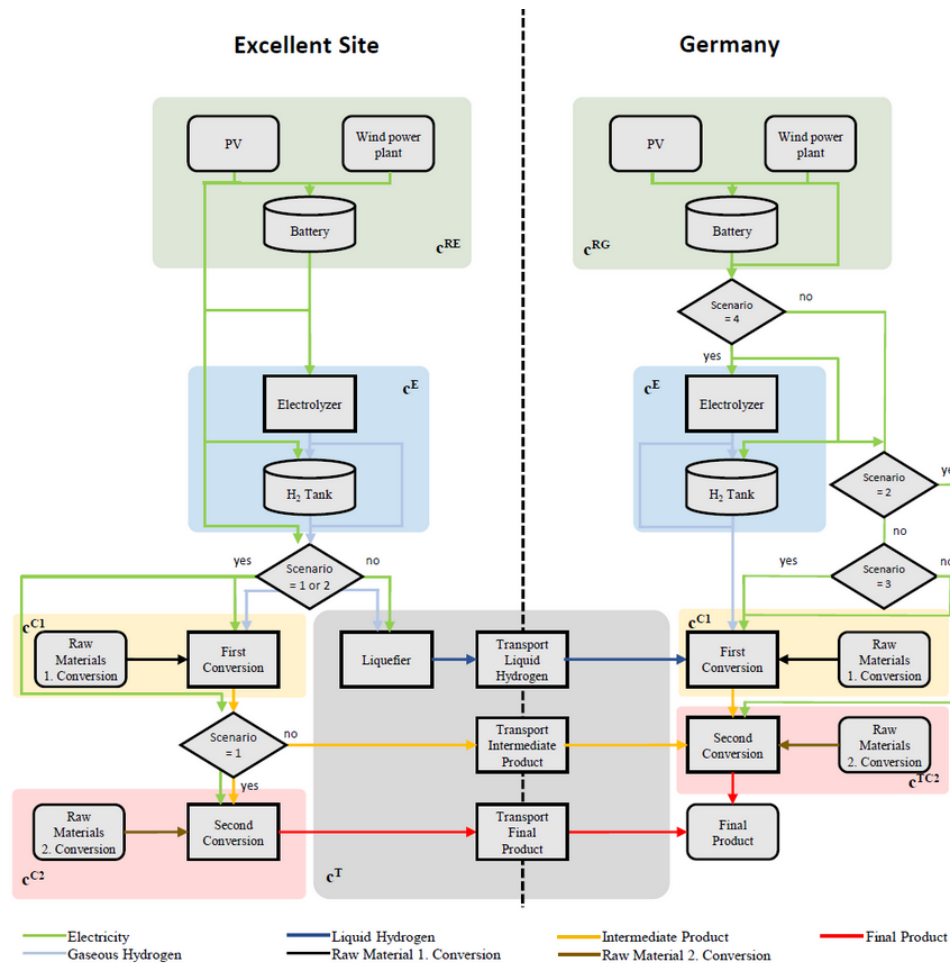 Excellent Site
Germany
PV
Wind power
plant
Battery
c^RE
PV
Wind power
plant
Battery
c^RG
Scenario
= 4
no
yes
c^E
Electrolyzer
H₂ Tank
c^E
Electrolyzer
H₂ Tank
Scenario
= 2
yes
no
yes
Scenario
= 1 or 2
no
yes
Scenario
= 3
no
c^C1
Raw
Materials
1. Conversion
First
Conversion
Liquefier
Transport
Liquid
Hydrogen
c^C1
First
Conversion
Raw
Materials
1. Conversion
Scenario
= 1
no
yes
Transport
Intermediate
Product
Second
Conversion
Raw
Materials
2. Conversion
c^TC2
Raw
Materials
2. Conversion
Second
Conversion
c^C2
c^T
Transport
Final
Product
Final
Product
Electricity
Liquid Hydrogen
Intermediate Product
Final Product
Gaseous Hydrogen
Raw Material 1. Conversion
Raw Material 2. Conversion